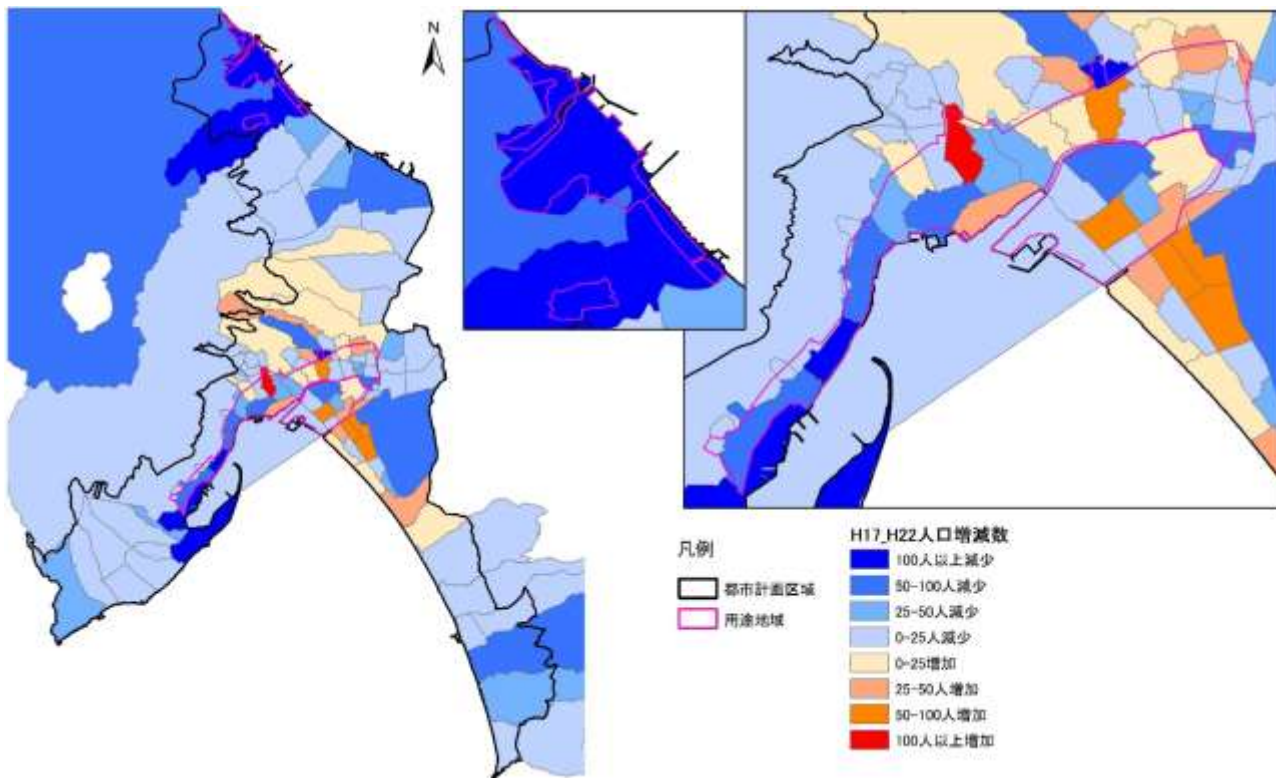 N
凡例
都市計画区域
用途地域
H17_H22人口増減数
100人以上減少
50-100人減少
25-50人減少
0-25人減少
0-25増加
25-50人増加
50-100人増加
100人以上増加